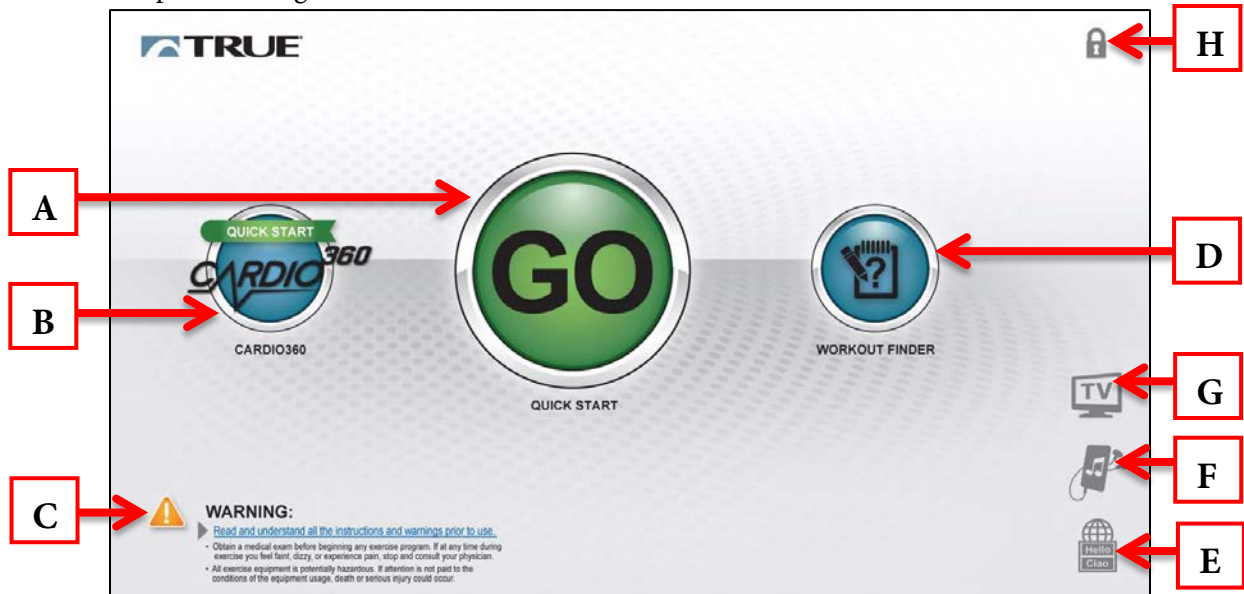 TRUE
H
A
QUICK START
CARDIO 360
GO
?
D
B
CARDIO360
WORKOUT FINDER
QUICK START
TV
G
F
C
WARNING:
Read and understand all the instructions and warnings prior to use.
• Obtain a medical exam before beginning any exercise program. If at any time during
exercise you feel faint, dizzy, or experience pain, stop and consult your physician.
• All exercise equipment is potentially hazardous. If attention is not paid to the
conditions of the equipment usage, death or serious injury could occur.
Hello
Ciao
E